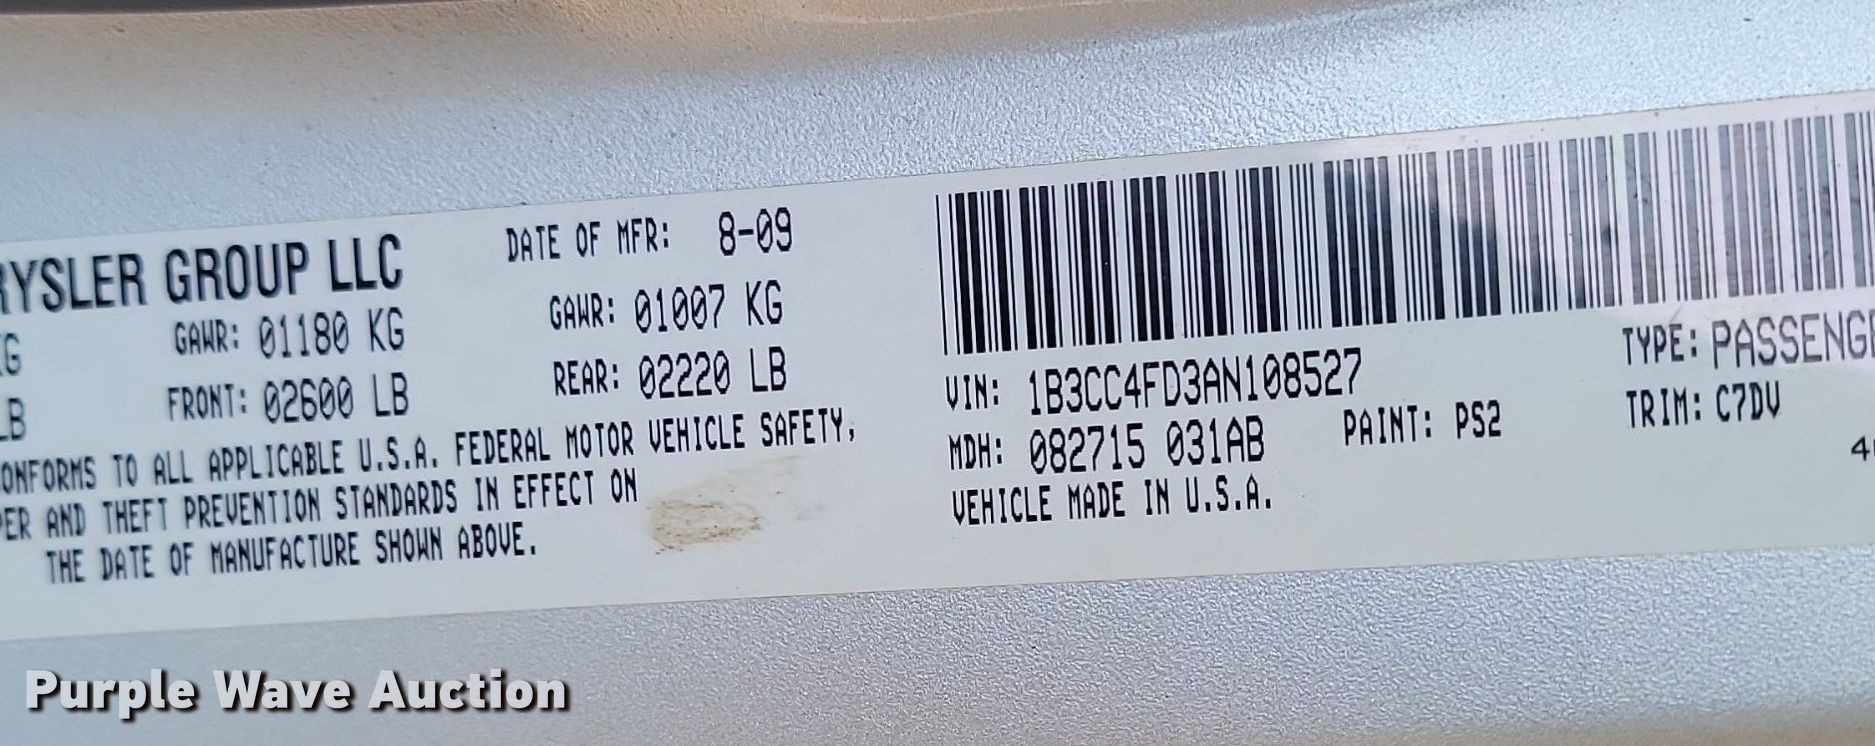 RYSLER GROUP LLC
DATE OF MFR: 8-09
KG GAWR: 01180 KG GAWR: 01007 KG
LB FRONT: 02600 LB REAR: 02220 LB
ONFORMS TO ALL APPLICABLE U.S.A. FEDERAL MOTOR VEHICLE SAFETY,
PER AND THEFT PREVENTION STANDARDS IN EFFECT ON
THE DATE OF MANUFACTURE SHOWN ABOVE.
VIN: 1B3CC4FD3AN108527 TYPE: PASSENGE
MDH: 082715 031AB PAINT: PS2 TRIM: C7DV
VEHICLE MADE IN U.S.A.
Purple Wave Auction